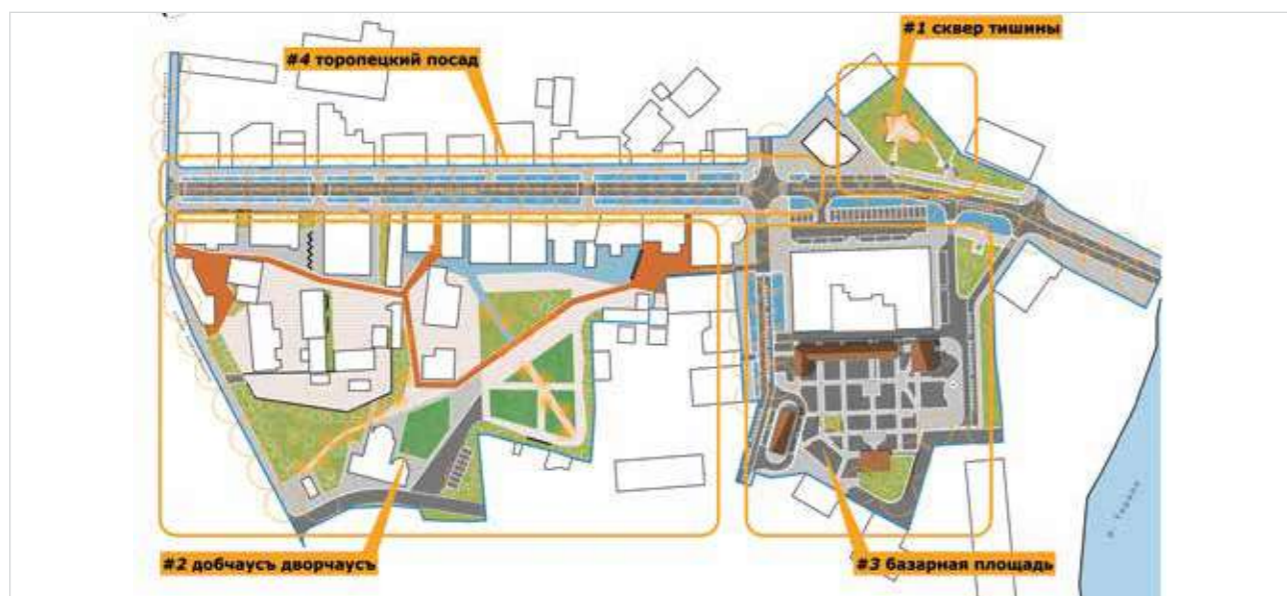 #1 сквер тишины
#4 торопецкий посад
#2 добчаусъ дворчаусъ
#3 базарная площадь